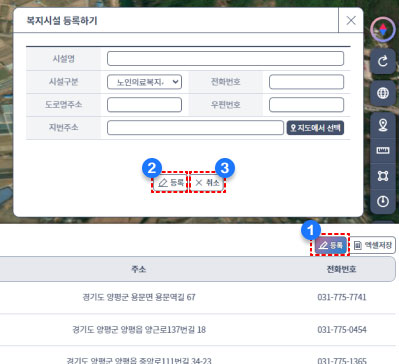 복지시설 등록하기
시설명
시설구분 노인의료복지시 전화번호
도로명주소 우편번호
지번주소 지도에서 선택
2 3
등록 취소
1
등록 엑셀저장
주소 전화번호
경기도 양평군 용문면 용문역길 67 031-775-7741
경기도 양평군 양평읍 양근로137번길 18 031-775-0454
경기도 양평군 양평읍 중앙로111번길 34-23 031-775-1365